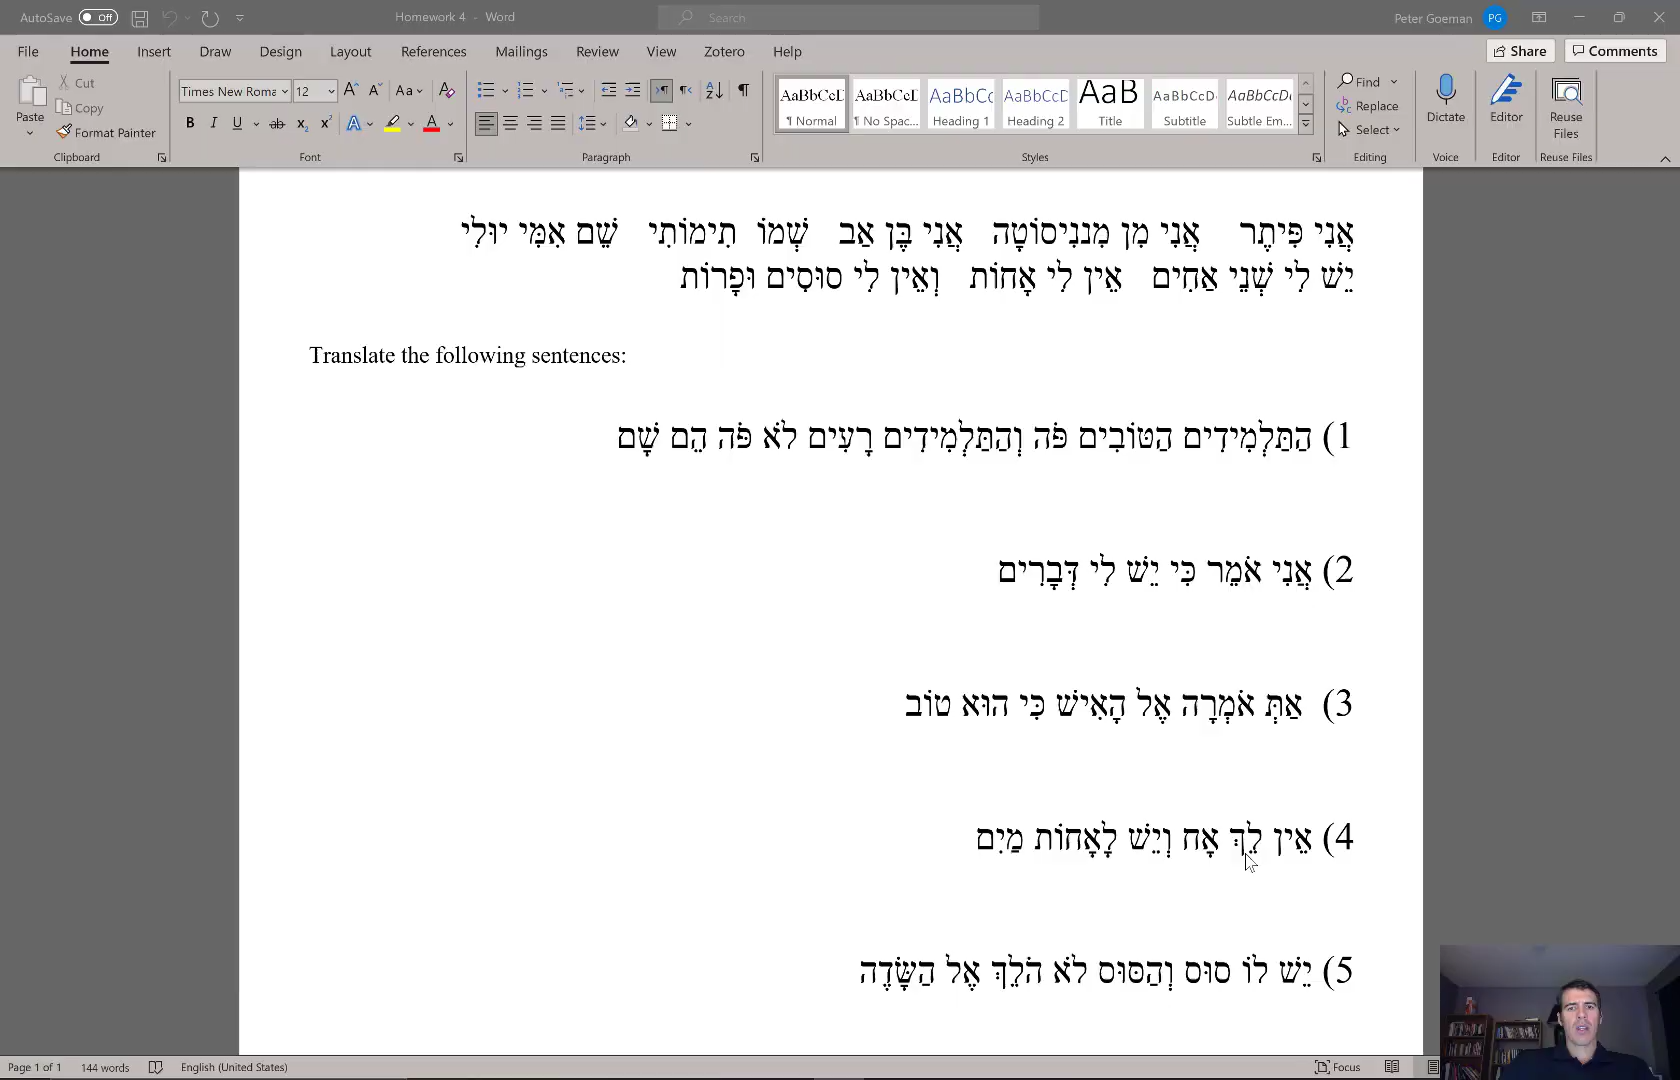 AutoSave Off Homework 4 - Word Search Peter Goeman PG
File Home Insert Draw Design Layout References Mailings Review View Zotero Help Share Comments
Paste Cut Copy Format Painter Clipboard
Times New Roma 12 Font
Paragraph
AaBbCcI AaBbCcI AaBbCc AaBbCcD AaB AaBbCcD AaBbCcDa
¶ Normal ¶ No Spac... Heading 1 Heading 2 Title Subtitle Subtle Em...
Styles
Find Replace Select Editing
Dictate Voice
Editor Editor
Reuse Files Reuse Files
אֲנִי פִּיתֶר אֲנִי מִן מִננִיסוֹטָה אֲנִי בֶּן אַב שְׁמוֹ תִימוֹתִי שֶׁם אִמִּי יוּלִי
יֵשׁ לִי שְׁנֵי אַחִים אֵין לִי אָחוֹת וְאֵין לִי סוּסִים וּפָרוֹת
Translate the following sentences:
1) הַתַּלְמִידִים הַטּוֹבִים פֹּה וְהַתַּלְמִידִים רָעִים לֹא פֹּה הֵם שָׁם
2) אֲנִי אֹמֵר כִּי יֵשׁ לִי דְּבָרִים
3) אַתְּ אֹמְרָה אֶל הָאִישׁ כִּי הוּא טוֹב
4) אֵין לֵךְ אָח וְיֵשׁ לָאָחוֹת מַיִם
5) יֵשׁ לוֹ סוּס וְהַסּוּס לֹא הֹלֵךְ אֶל הַשָּׂדֶה
Page 1 of 1 144 words English (United States) Focus